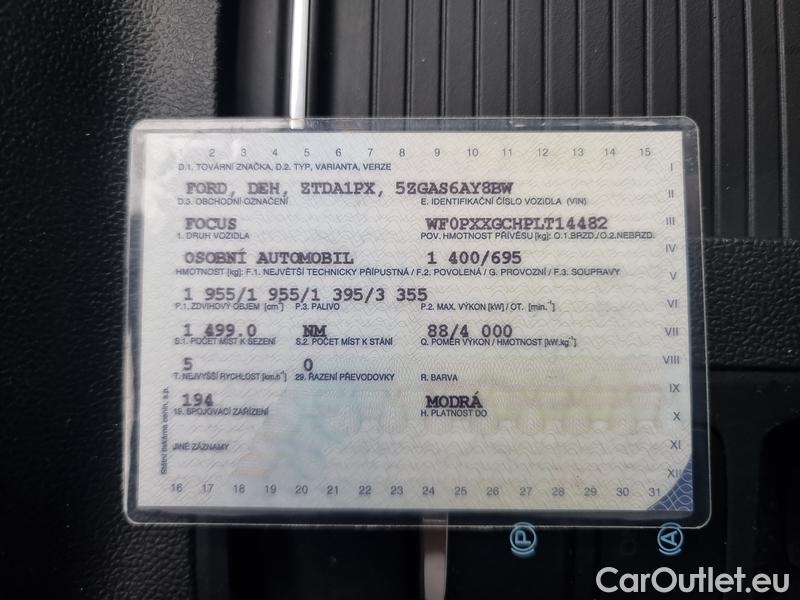 1 2 3 4 5 6 7 8 9 10 11 12 13 14 15
D.1. TOVÁRNÍ ZNAČKA, D.2. TYP, VARIANTA, VERZE I
FORD, DEH, ZTDA1PX, 5ZGAS6AY8BW II
D.3. OBCHODNÍ OZNAČENÍ E. IDENTIFIKAČNÍ ČÍSLO VOZIDLA (VIN)
FOCUS WF0PXXGCHPLT14482 III
1. DRUH VOZIDLA POV. HMOTNOST PŘÍVĚSU [kg]: O.1.BRZD./O.2.NEBRZD.
OSOBNÍ AUTOMOBIL 1 400/695 IV
HMOTNOST [kg]: F.1. NEJVĚTŠÍ TECHNICKY PŘÍPUSTNÁ / F.2. POVOLENÁ / G. PROVOZNÍ / F.3. SOUPRAVY V
1 955/1 955/1 395/3 355
P.1. ZDVIHOVÝ OBJEM [cm³] P.3. PALIVO P.2. MAX. VÝKON [kW] / OT. [min.⁻¹] VI
1 499.0 NM 88/4 000 VII
S.1. POČET MÍST K SEZENÍ S.2. POČET MÍST K STÁNÍ Q. POMĚR VÝKON / HMOTNOST [kW.kg⁻¹]
5 0 VIII
T. NEJVYŠŠÍ RYCHLOST [km.h⁻¹] 29. ŘAZENÍ PŘEVODOVKY R. BARVA
194 MODRÁ IX
19. SPOJOVACÍ ZAŘÍZENÍ H. PLATNOST DO X
JINÉ ZÁZNAMY XI
XII
16 17 18 19 20 21 22 23 24 25 26 27 28 29 30 31
Státní tiskárna cenin, s.p.
(P) (A)
CarOutlet.eu